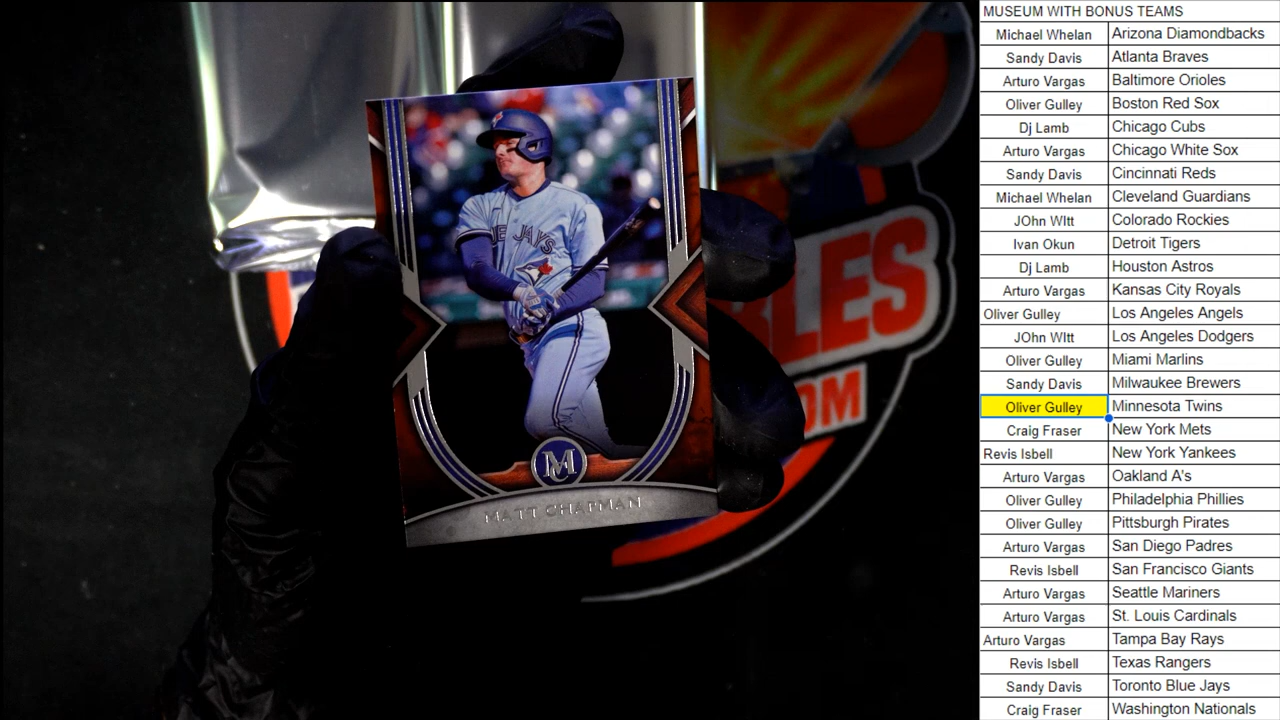 JE JAYS
M
MATT CHAPMAN
BLES
OM
MUSEUM WITH BONUS TEAMS
Michael Whelan Arizona Diamondbacks
Sandy Davis Atlanta Braves
Arturo Vargas Baltimore Orioles
Oliver Gulley Boston Red Sox
Dj Lamb Chicago Cubs
Arturo Vargas Chicago White Sox
Sandy Davis Cincinnati Reds
Michael Whelan Cleveland Guardians
JOhn WItt Colorado Rockies
Ivan Okun Detroit Tigers
Dj Lamb Houston Astros
Arturo Vargas Kansas City Royals
Oliver Gulley Los Angeles Angels
JOhn WItt Los Angeles Dodgers
Oliver Gulley Miami Marlins
Sandy Davis Milwaukee Brewers
Oliver Gulley Minnesota Twins
Craig Fraser New York Mets
Revis Isbell New York Yankees
Arturo Vargas Oakland A's
Oliver Gulley Philadelphia Phillies
Oliver Gulley Pittsburgh Pirates
Arturo Vargas San Diego Padres
Revis Isbell San Francisco Giants
Arturo Vargas Seattle Mariners
Arturo Vargas St. Louis Cardinals
Arturo Vargas Tampa Bay Rays
Revis Isbell Texas Rangers
Sandy Davis Toronto Blue Jays
Craig Fraser Washington Nationals